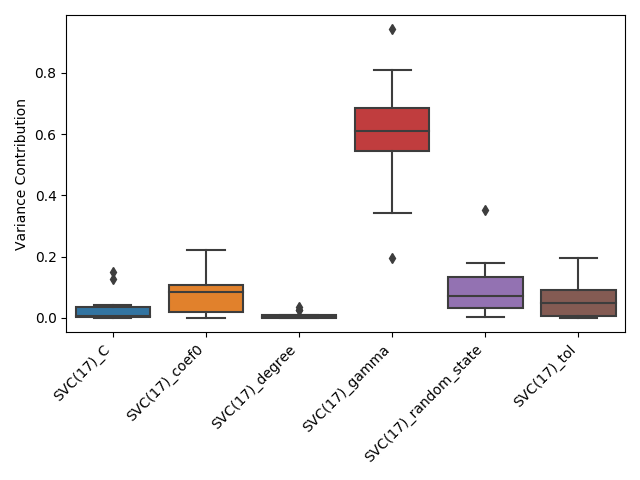 Variance Contribution
0.8
0.6
0.4
0.2
0.0
SVC(17)_C
SVC(17)_coef0
SVC(17)_degree
SVC(17)_gamma
SVC(17)_random_state
SVC(17)_tol